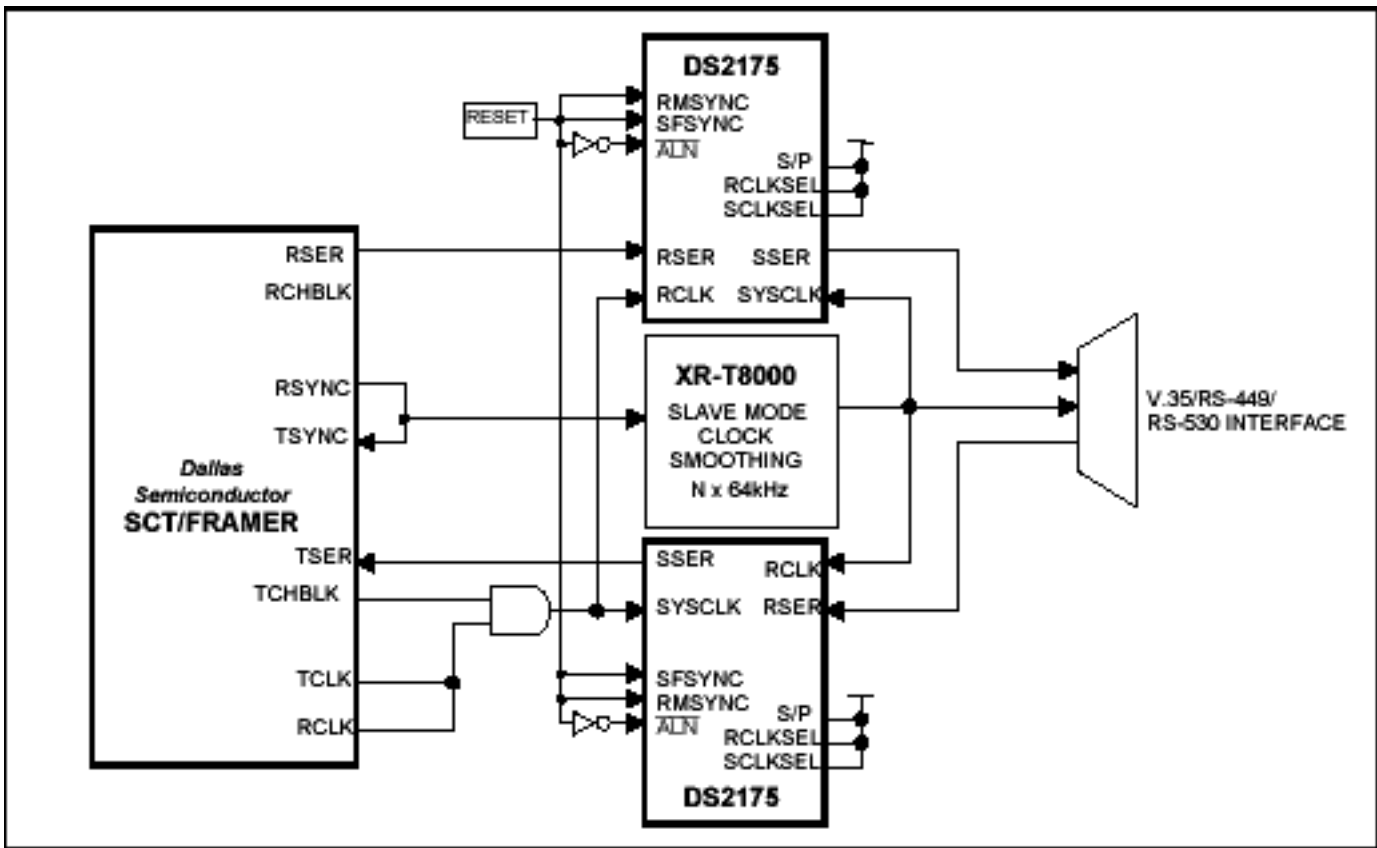 DS2175
RMSYNC
SFSYNC
ALN
S/P
RCLKSEL
SCLKSEL
RSER SSER
RCLK SYSCLK
RESET
RSER
RCHBLK
RSYNC
TSYNC
Dallas
Semiconductor
SCT/FRAMER
TSER
TCHBLK
TCLK
RCLK
XR-T8000
SLAVE MODE
CLOCK
SMOOTHING
N x 64kHz
V.35/RS-449/
RS-530 INTERFACE
SSER RCLK
SYSCLK RSER
SFSYNC
RMSYNC
ALN
S/P
RCLKSEL
SCLKSEL
DS2175